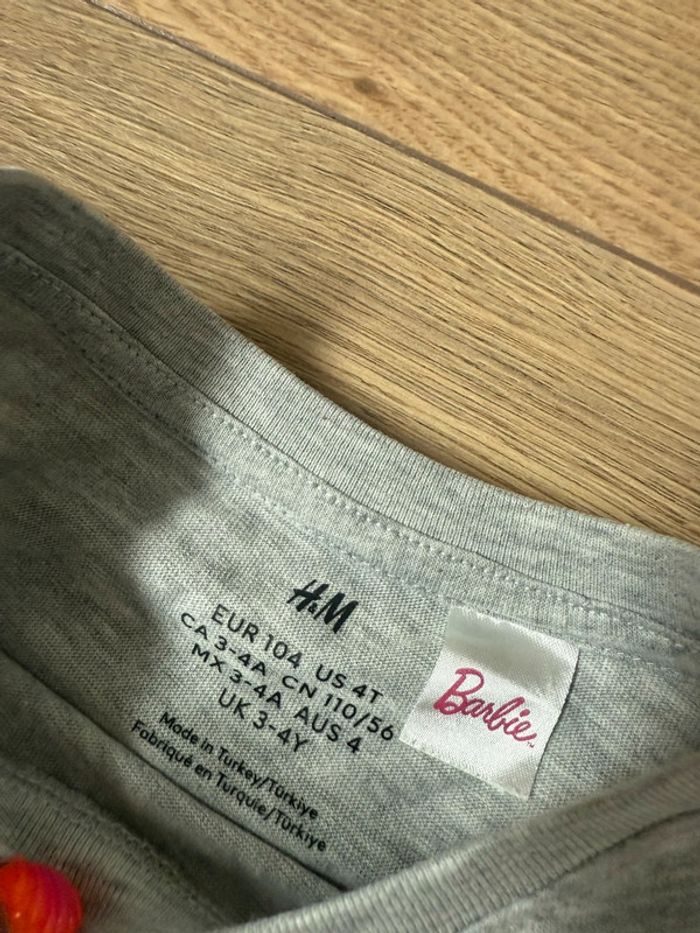 H&M
EUR 104 US 4T
CA 3-4A CN 110/56
MX 3-4A AUS 4
UK 3-4Y
Made in Turkey/Türkiye
Fabriqué en Turquie/Türkiye
Barbie™